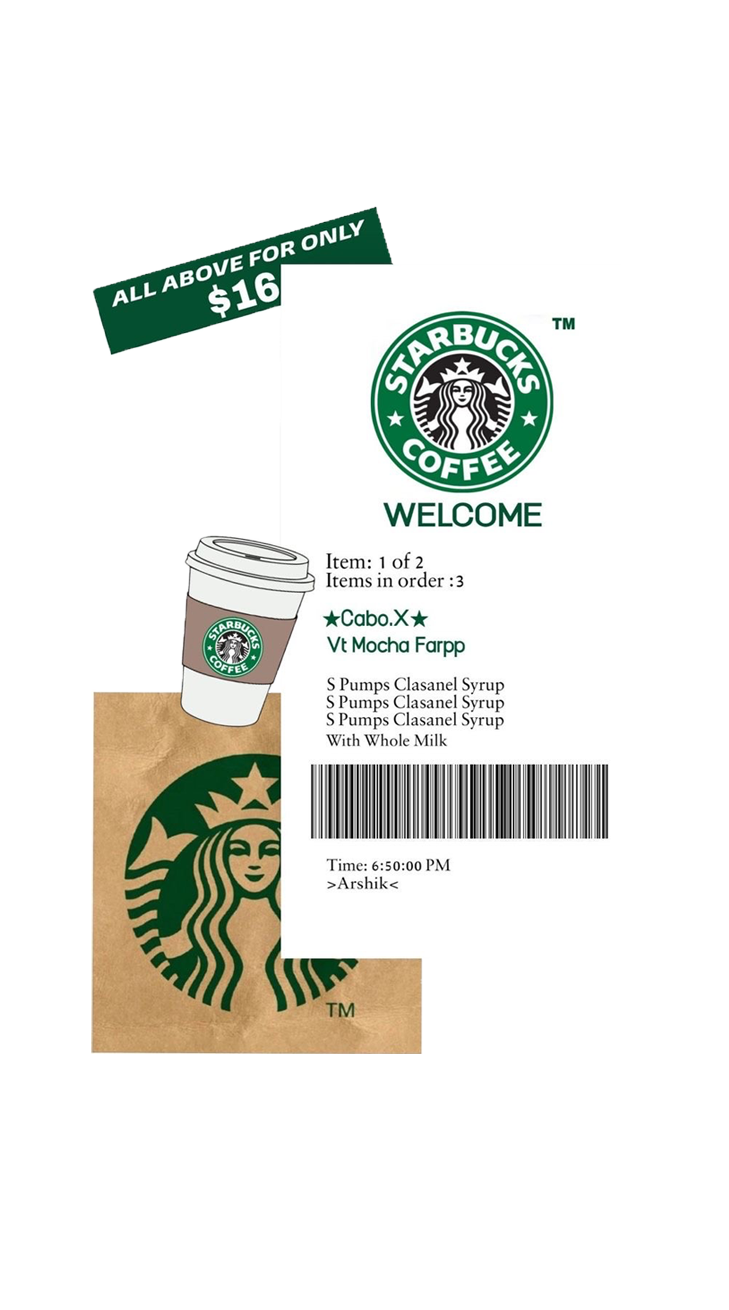 ALL ABOVE FOR ONLY
$16
STARBUCKS
COFFEE
TM
WELCOME
Item: 1 of 2
Items in order :3
★Cabo.X★
Vt Mocha Farpp
S Pumps Clasanel Syrup
S Pumps Clasanel Syrup
S Pumps Clasanel Syrup
With Whole Milk
Time: 6:50:00 PM
>Arshik<
STARBUCKS
COFFEE
TM